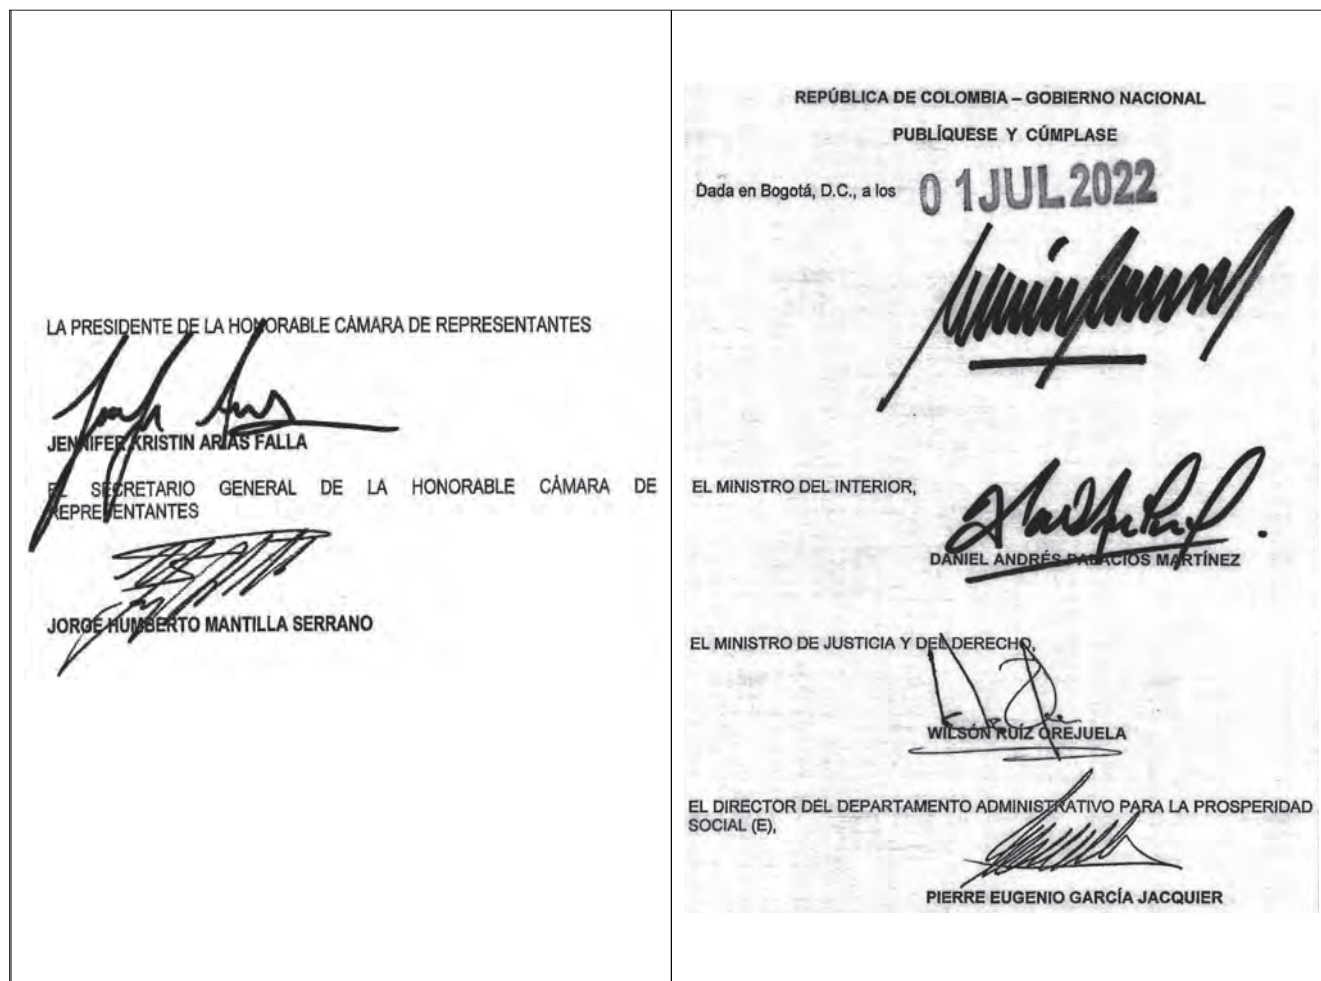 LA PRESIDENTE DE LA HONORABLE CÁMARA DE REPRESENTANTES
JENNIFER KRISTIN ARIAS FALLA
EL SECRETARIO GENERAL DE LA HONORABLE CÁMARA DE
REPRESENTANTES
JORGE HUMBERTO MANTILLA SERRANO
REPÚBLICA DE COLOMBIA – GOBIERNO NACIONAL
PUBLÍQUESE Y CÚMPLASE
Dada en Bogotá, D.C., a los 01 JUL 2022
EL MINISTRO DEL INTERIOR,
DANIEL ANDRÉS PALACIOS MARTÍNEZ
EL MINISTRO DE JUSTICIA Y DEL DERECHO,
WILSON RUÍZ OREJUELA
EL DIRECTOR DEL DEPARTAMENTO ADMINISTRATIVO PARA LA PROSPERIDAD
SOCIAL (E),
PIERRE EUGENIO GARCÍA JACQUIER